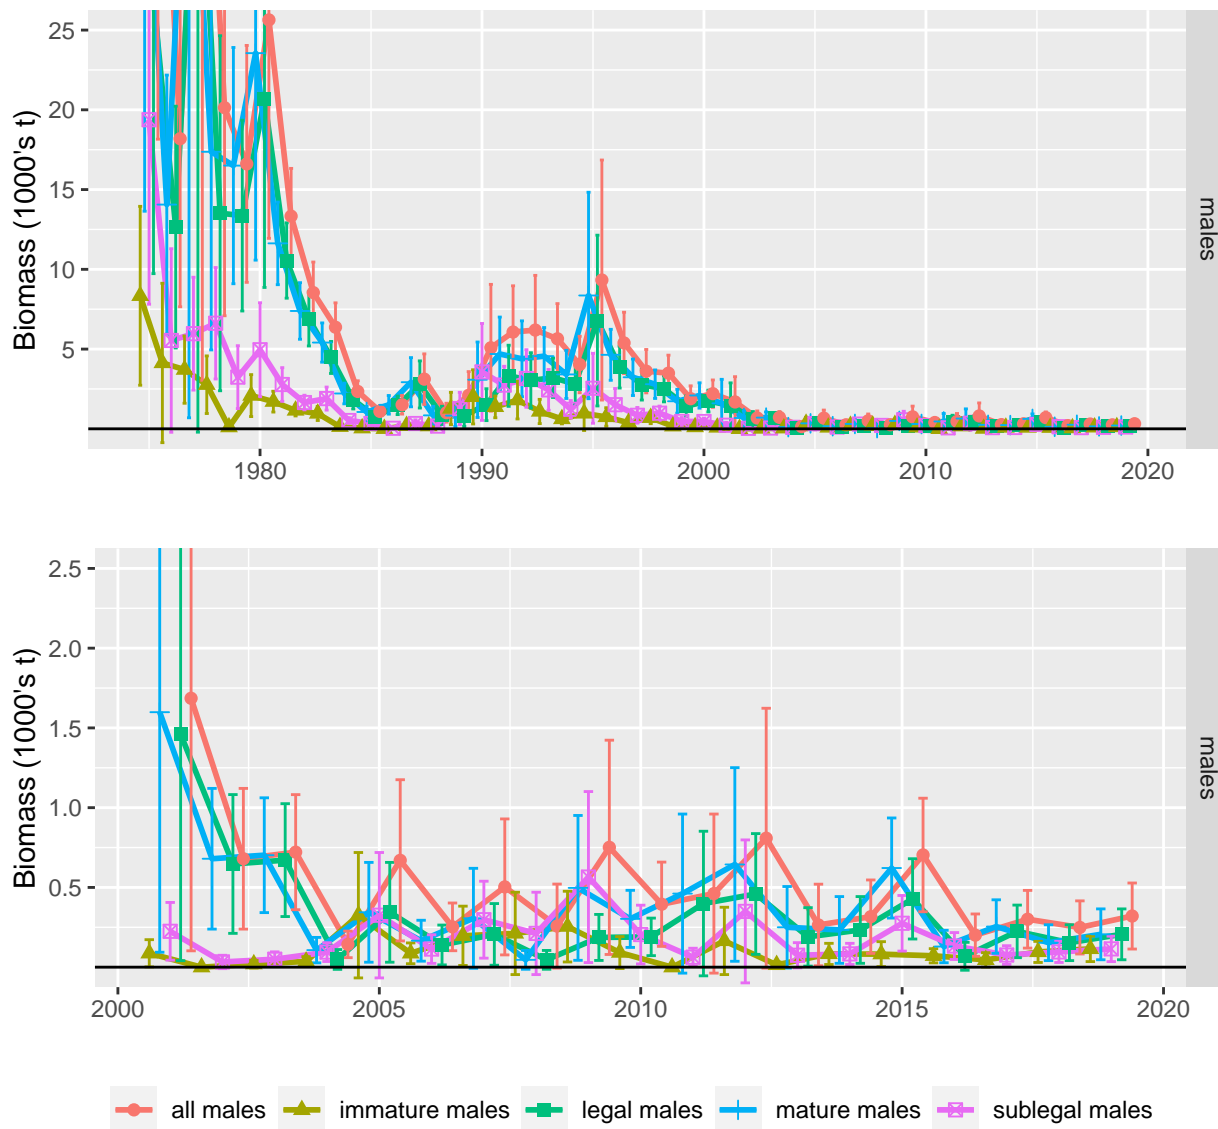 25
20
15
10
5
Biomass (1000's t)
males
1980
1990
2000
2010
2020
2.5
2.0
1.5
1.0
0.5
Biomass (1000's t)
males
2000
2005
2010
2015
2020
all males
immature males
legal males
mature males
sublegal males